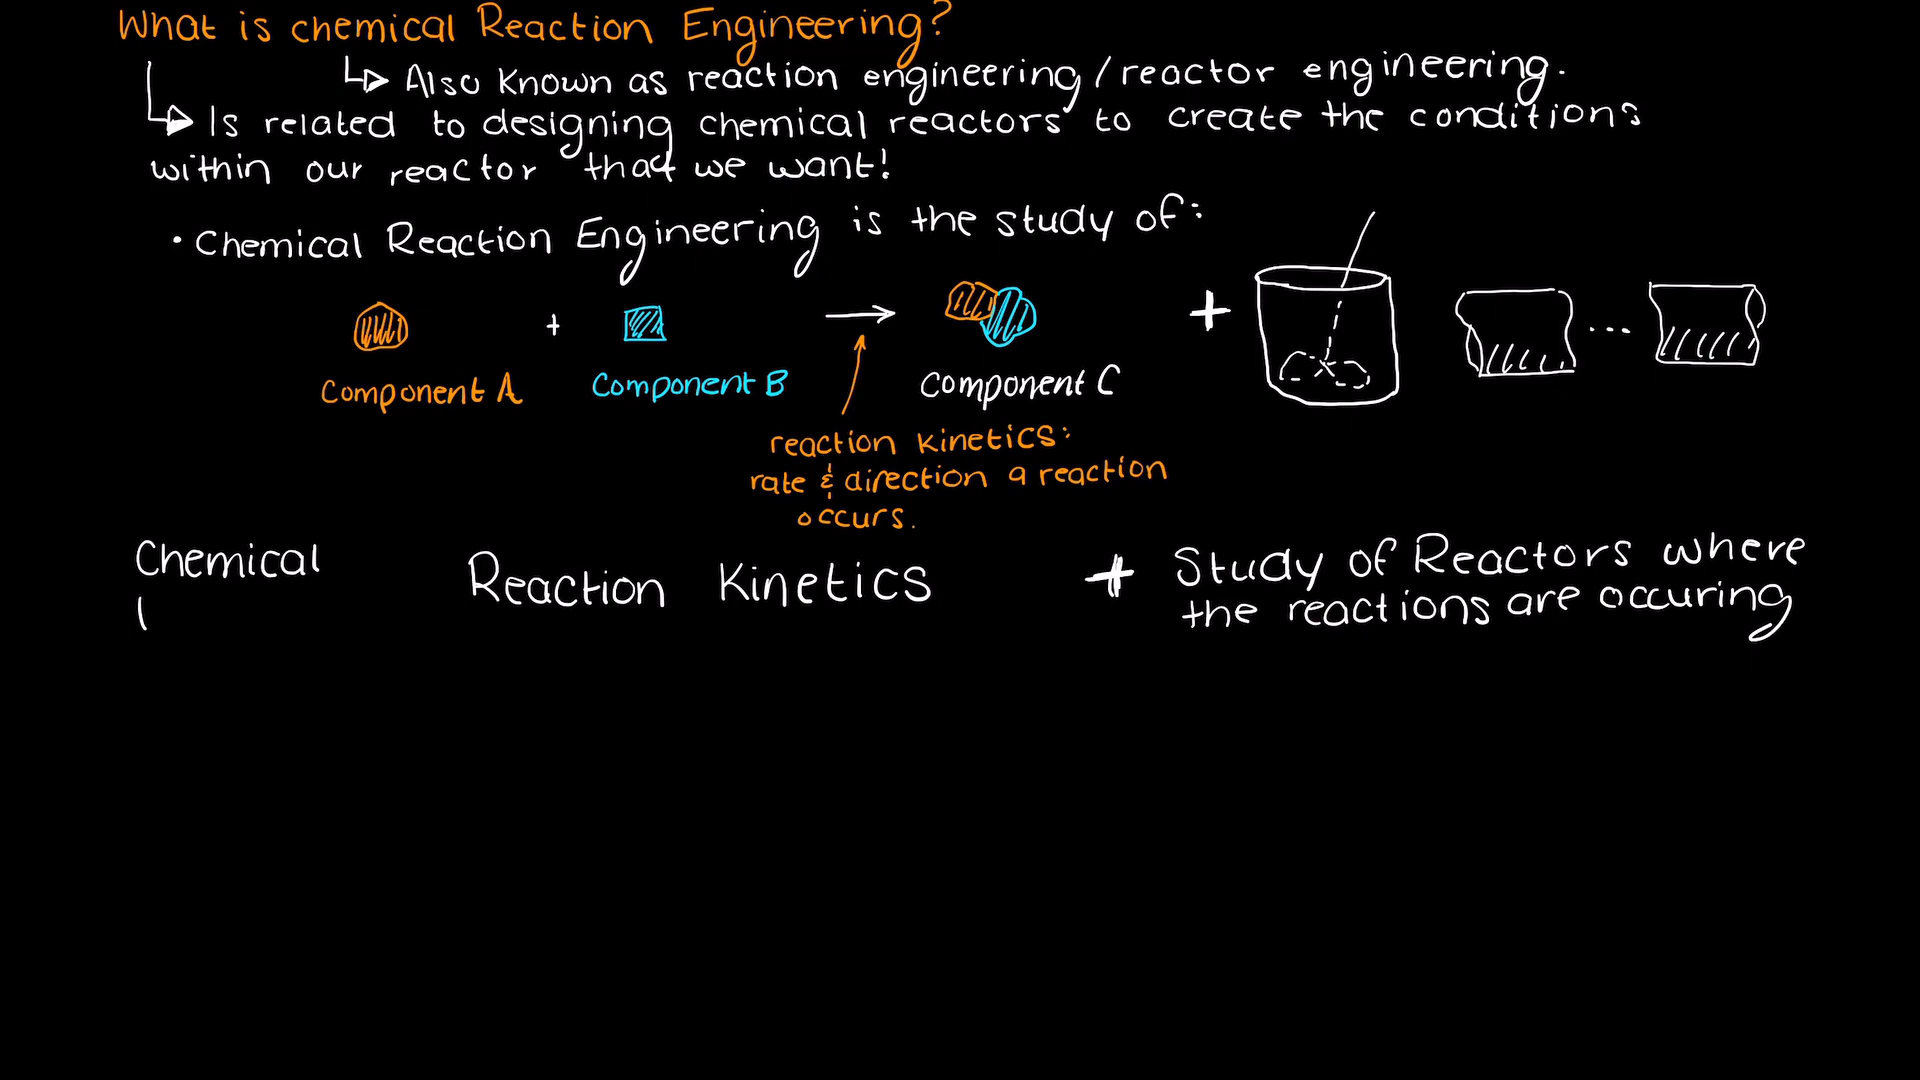 What is chemical Reaction Engineering?
Also known as reaction engineering/reactor engineering.
Is related to designing chemical reactors to create the conditions
within our reactor that we want!
• Chemical Reaction Engineering is the study of:
+ → +
...
Component A Component B Component C
reaction kinetics:
rate & direction a reaction
occurs.
Chemical Reaction Kinetics + Study of Reactors where
the reactions are occuring